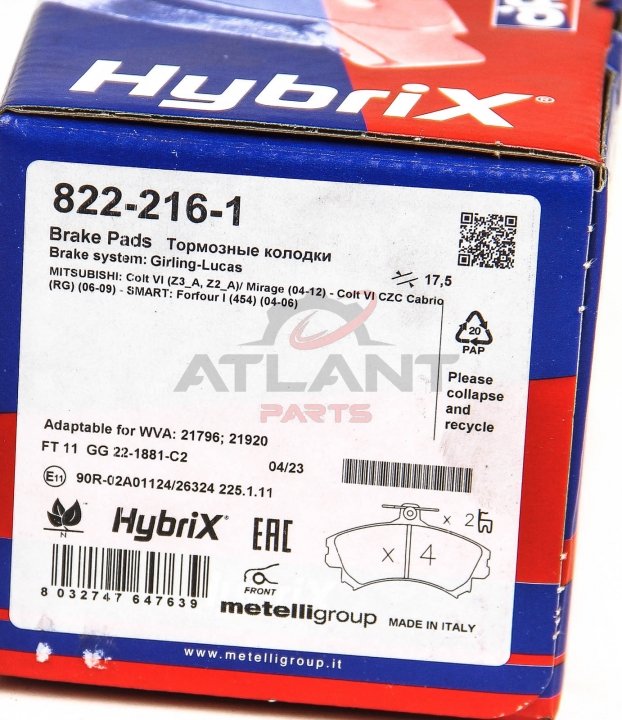 HybriX®
822-216-1
Brake Pads Тормозные колодки
Brake system: Girling-Lucas
17,5
MITSUBISHI: Colt VI (Z3_A, Z2_A)/ Mirage (04-12) - Colt VI CZC Cabrio
(RG) (06-09) - SMART: Forfour I (454) (04-06)
20
PAP
ATLANT
PARTS
Please
collapse
and
recycle
Adaptable for WVA: 21796; 21920
FT 11 GG 22-1881-C2
04/23
E11 90R-02A01124/26324 225.1.11
N
HybriX®
EAC
x 2
x 4
8 032747 647639
FRONT
metelligroup
MADE IN ITALY
www.metelligroup.it